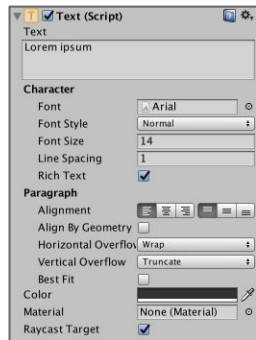 Text (Script)
Text
Lorem ipsum
Character
Font Arial
Font Style Normal
Font Size 14
Line Spacing 1
Rich Text
Paragraph
Alignment
Align By Geometry
Horizontal Overflow Wrap
Vertical Overflow Truncate
Best Fit
Color
Material None (Material)
Raycast Target